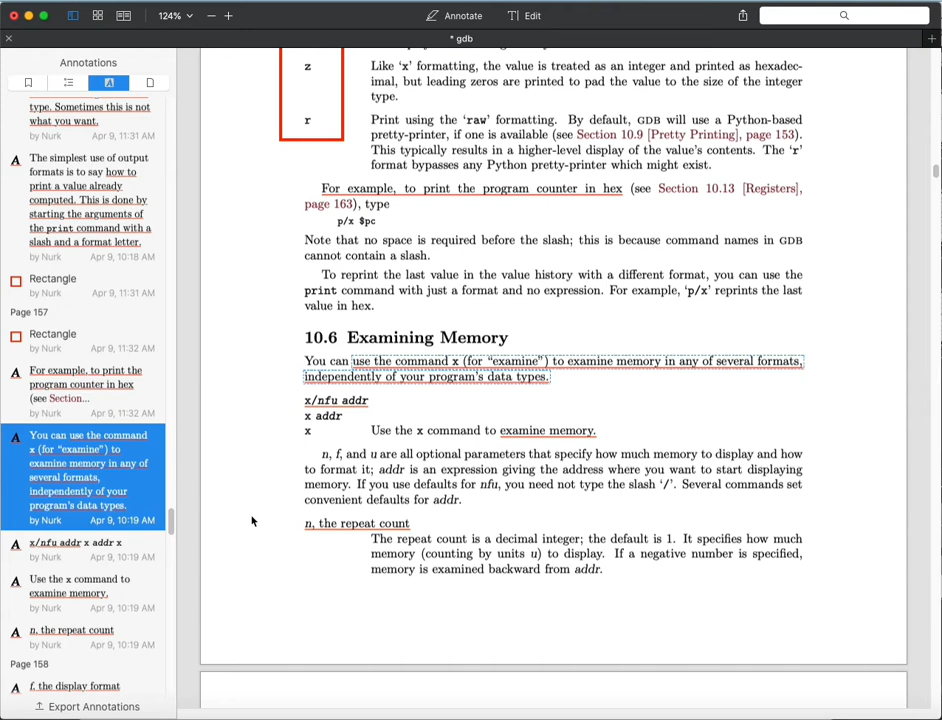 124%
Annotate
Edit
* gdb
Annotations
type. Sometimes this is not
what you want.
by Nurk Apr 9, 11:31 AM
A The simplest use of output
formats is to say how to
print a value already
computed. This is done by
starting the arguments of
the print command with a
slash and a format letter.
by Nurk Apr 9, 10:18 AM
Rectangle
by Nurk Apr 9, 11:31 AM
Page 157
Rectangle
by Nurk Apr 9, 11:32 AM
A For example, to print the
program counter in hex
(see Section...
by Nurk Apr 9, 11:32 AM
A You can use the command
x (for “examine”) to
examine memory in any of
several formats,
independently of your
program's data types.
by Nurk Apr 9, 10:19 AM
A x/nfu addr x addr x
by Nurk Apr 9, 10:19 AM
A Use the x command to
examine memory.
by Nurk Apr 9, 10:19 AM
A n, the repeat count
by Nurk Apr 9, 10:19 AM
Page 158
A f, the display format
Export Annotations
z Like ‘x’ formatting, the value is treated as an integer and printed as hexadec-
imal, but leading zeros are printed to pad the value to the size of the integer
type.
r Print using the ‘raw’ formatting. By default, GDB will use a Python-based
pretty-printer, if one is available (see Section 10.9 [Pretty Printing], page 153).
This typically results in a higher-level display of the value's contents. The ‘r’
format bypasses any Python pretty-printer which might exist.
For example, to print the program counter in hex (see Section 10.13 [Registers],
page 163), type
p/x $pc
Note that no space is required before the slash; this is because command names in GDB
cannot contain a slash.
To reprint the last value in the value history with a different format, you can use the
print command with just a format and no expression. For example, ‘p/x’ reprints the last
value in hex.
10.6 Examining Memory
You can use the command x (for “examine”) to examine memory in any of several formats,
independently of your program's data types.
x/nfu addr
x addr
x Use the x command to examine memory.
n, f, and u are all optional parameters that specify how much memory to display and how
to format it; addr is an expression giving the address where you want to start displaying
memory. If you use defaults for nfu, you need not type the slash ‘/’. Several commands set
convenient defaults for addr.
n, the repeat count
The repeat count is a decimal integer; the default is 1. It specifies how much
memory (counting by units u) to display. If a negative number is specified,
memory is examined backward from addr.